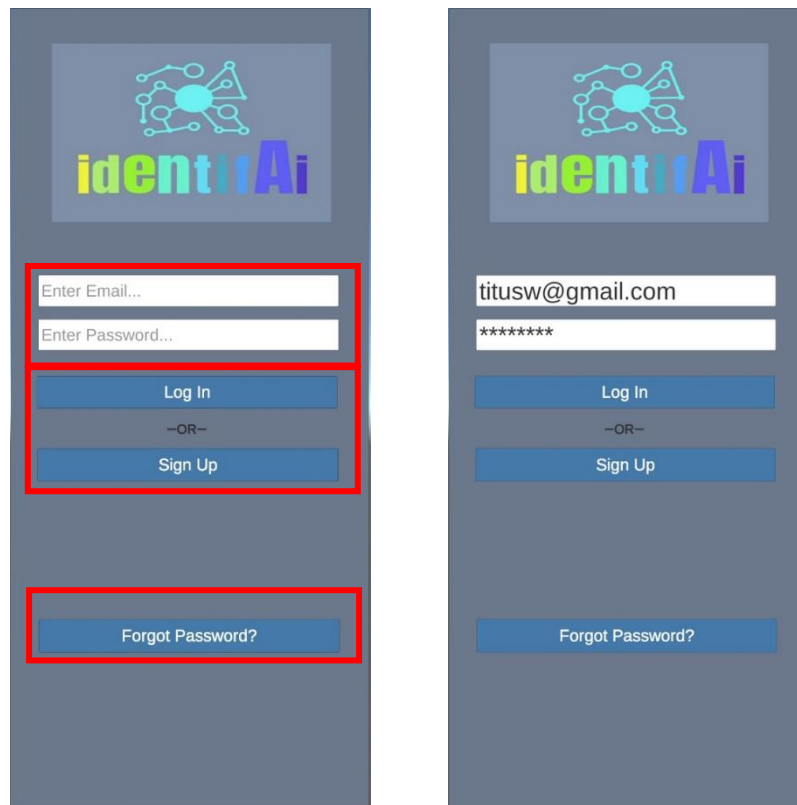 identifAi
Enter Email...
Enter Password...
Log In
—OR—
Sign Up
Forgot Password?
identifAi
titusw@gmail.com
********
Log In
—OR—
Sign Up
Forgot Password?